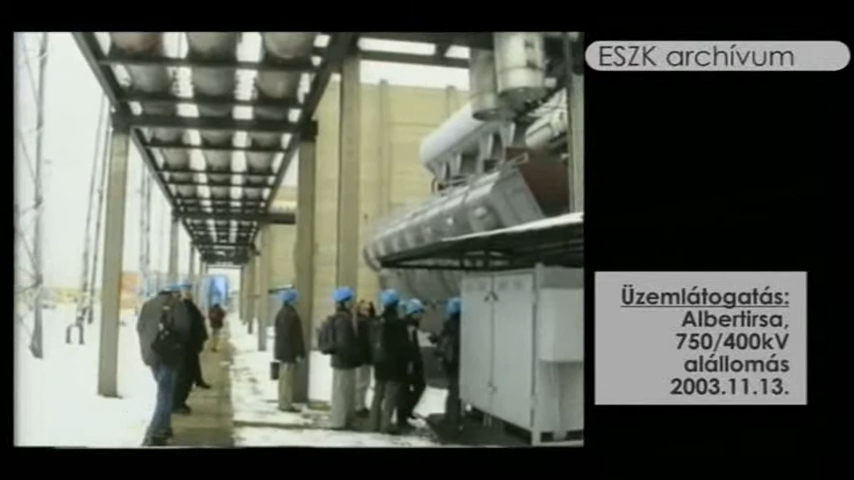 ESZK archívum
Üzemlátogatás:
Albertirsa,
750/400kV
alállomás
2003.11.13.